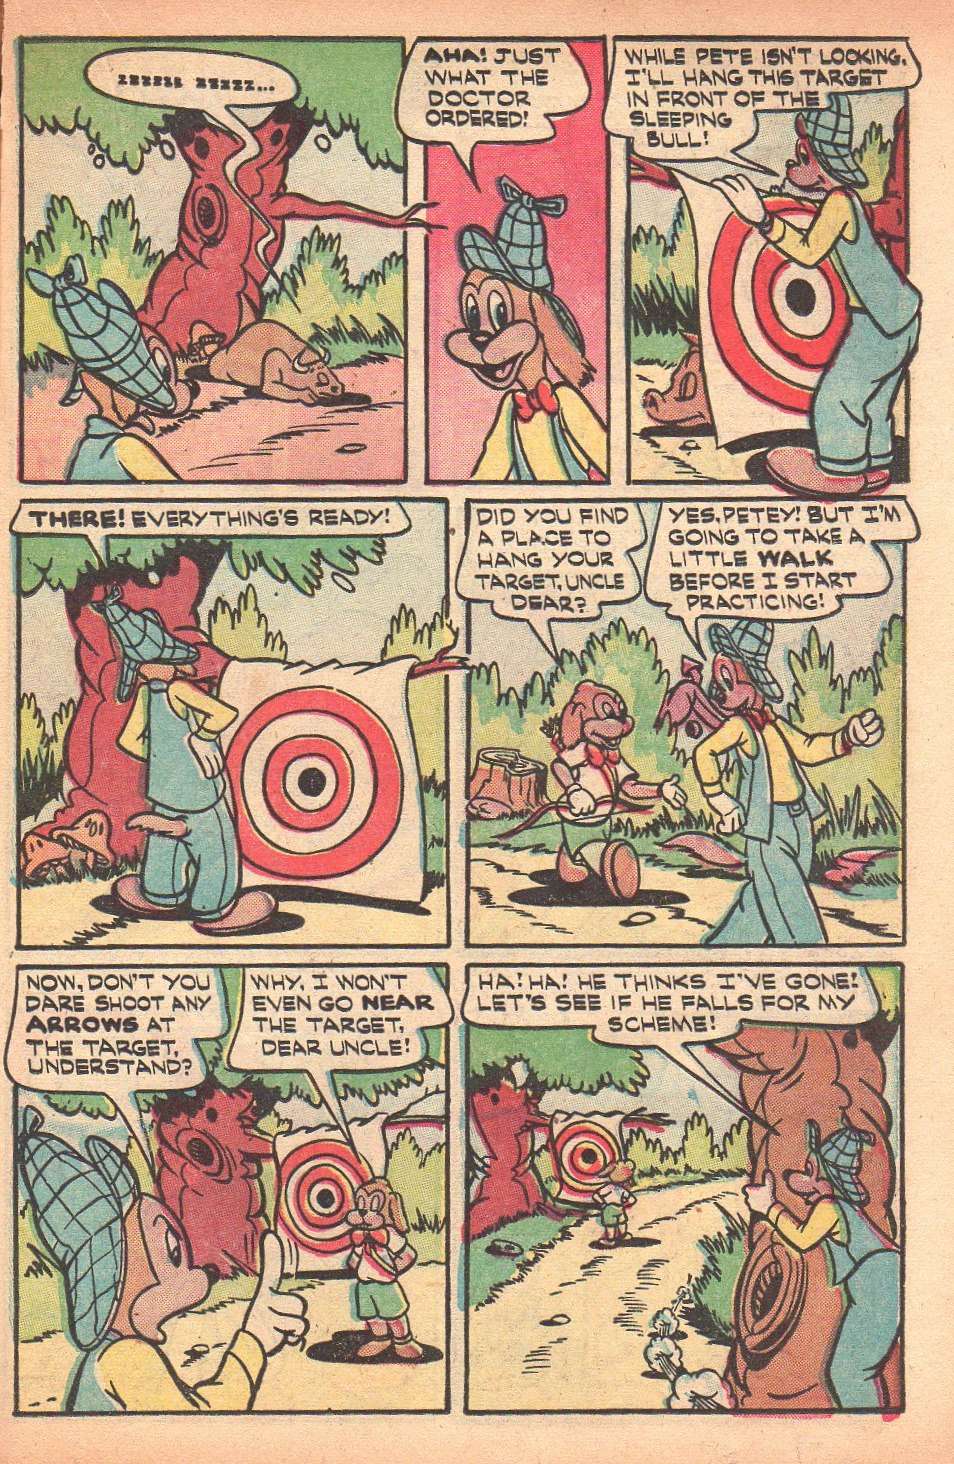 zzzzzz zzzzz...
AHA! JUST
WHAT THE
DOCTOR
ORDERED!
WHILE PETE ISN'T LOOKING,
I'LL HANG THIS TARGET
IN FRONT OF THE
SLEEPING
BULL!
THERE! EVERYTHING'S READY!
DID YOU FIND
A PLACE TO
HANG YOUR
TARGET, UNCLE
DEAR?
YES, PETEY! BUT I'M
GOING TO TAKE A
LITTLE WALK
BEFORE I START
PRACTICING!
NOW, DON'T YOU
DARE SHOOT ANY
ARROWS AT
THE TARGET,
UNDERSTAND?
WHY, I WON'T
EVEN GO NEAR
THE TARGET,
DEAR UNCLE!
HA! HA! HE THINKS I'VE GONE!
LET'S SEE IF HE FALLS FOR MY
SCHEME!